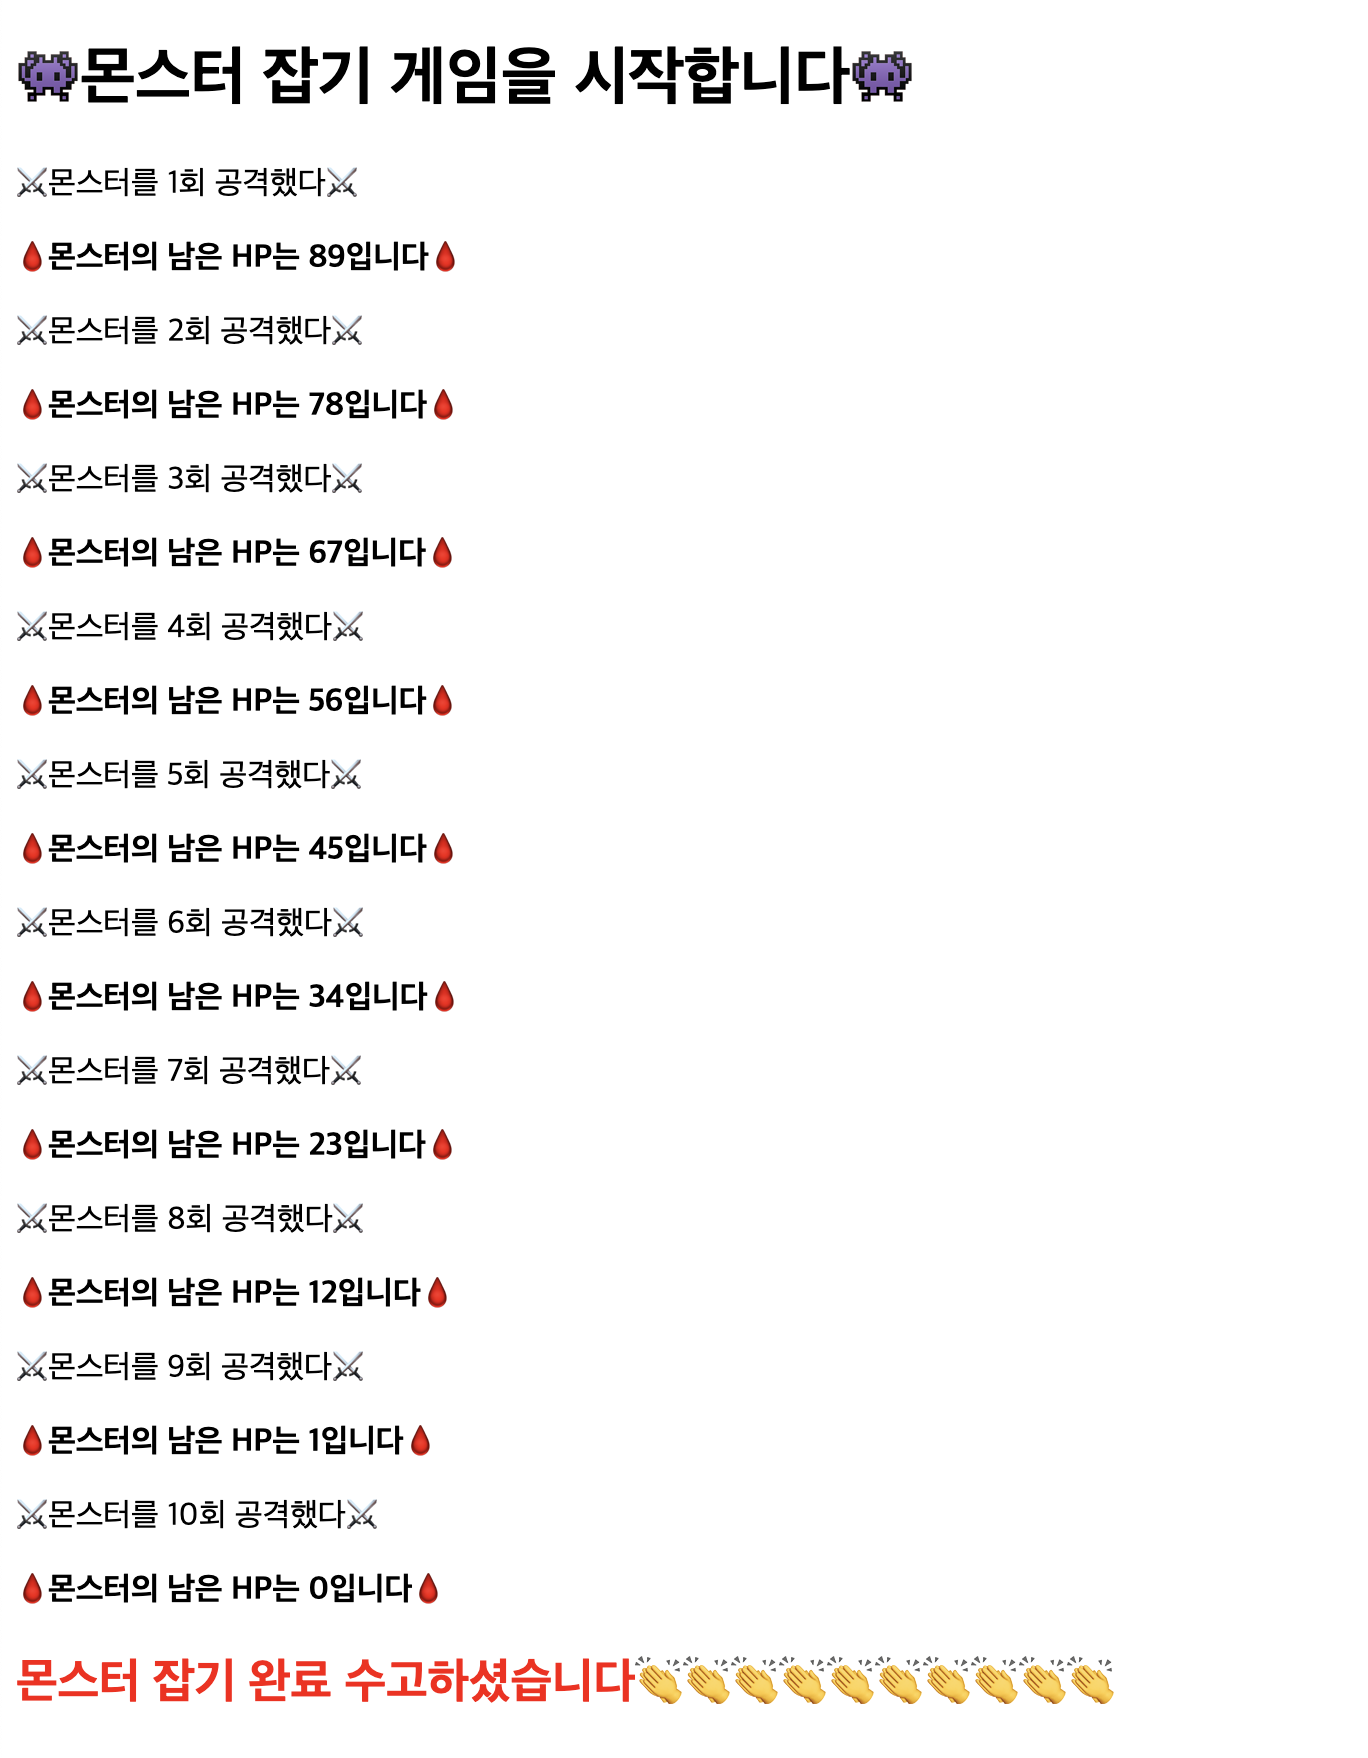 👾몬스터 잡기 게임을 시작합니다👾
⚔️몬스터를 1회 공격했다⚔️
🩸몬스터의 남은 HP는 89입니다🩸
⚔️몬스터를 2회 공격했다⚔️
🩸몬스터의 남은 HP는 78입니다🩸
⚔️몬스터를 3회 공격했다⚔️
🩸몬스터의 남은 HP는 67입니다🩸
⚔️몬스터를 4회 공격했다⚔️
🩸몬스터의 남은 HP는 56입니다🩸
⚔️몬스터를 5회 공격했다⚔️
🩸몬스터의 남은 HP는 45입니다🩸
⚔️몬스터를 6회 공격했다⚔️
🩸몬스터의 남은 HP는 34입니다🩸
⚔️몬스터를 7회 공격했다⚔️
🩸몬스터의 남은 HP는 23입니다🩸
⚔️몬스터를 8회 공격했다⚔️
🩸몬스터의 남은 HP는 12입니다🩸
⚔️몬스터를 9회 공격했다⚔️
🩸몬스터의 남은 HP는 1입니다🩸
⚔️몬스터를 10회 공격했다⚔️
🩸몬스터의 남은 HP는 0입니다🩸
몬스터 잡기 완료 수고하셨습니다👏👏👏👏👏👏👏👏👏👏